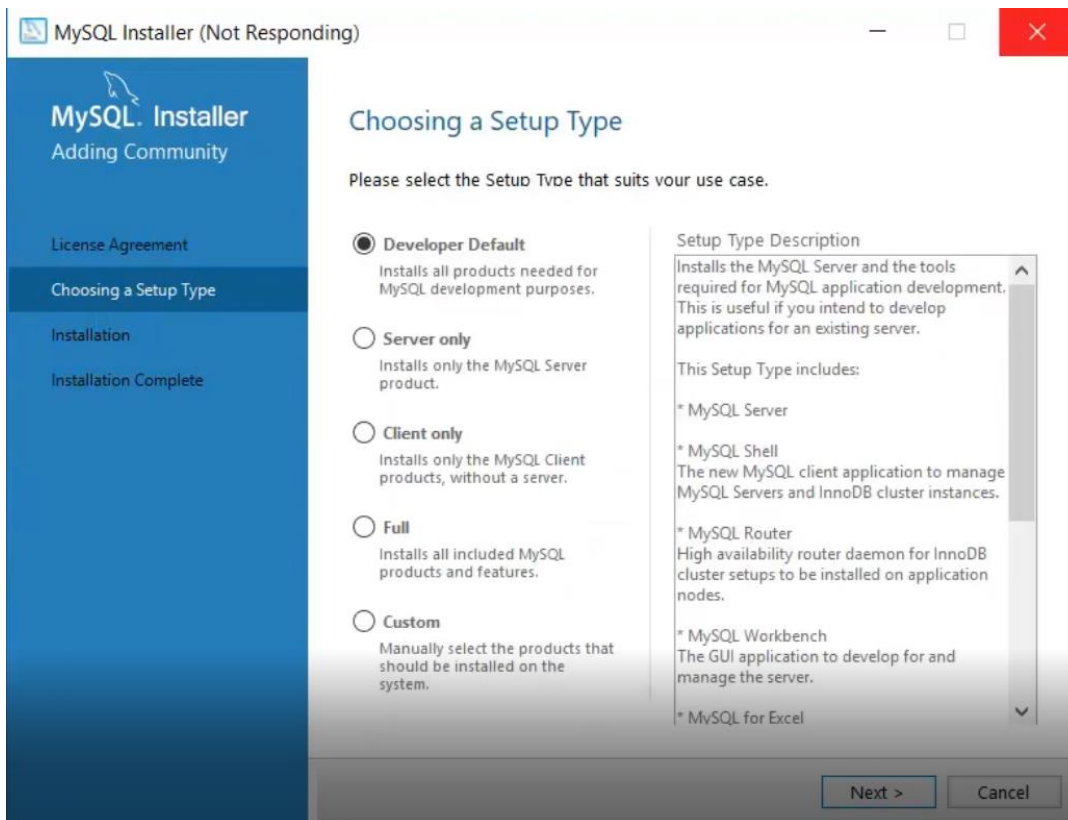 MySQL Installer (Not Responding)
MySQL. Installer
Adding Community
License Agreement
Choosing a Setup Type
Installation
Installation Complete
Choosing a Setup Type
Please select the Setup Type that suits your use case.
Developer Default
Installs all products needed for
MySQL development purposes.
Server only
Installs only the MySQL Server
product.
Client only
Installs only the MySQL Client
products, without a server.
Full
Installs all included MySQL
products and features.
Custom
Manually select the products that
should be installed on the
system.
Setup Type Description
Installs the MySQL Server and the tools
required for MySQL application development.
This is useful if you intend to develop
applications for an existing server.
This Setup Type includes:
* MySQL Server
* MySQL Shell
The new MySQL client application to manage
MySQL Servers and InnoDB cluster instances.
* MySQL Router
High availability router daemon for InnoDB
cluster setups to be installed on application
nodes.
* MySQL Workbench
The GUI application to develop for and
manage the server.
* MySQL for Excel
Next >
Cancel